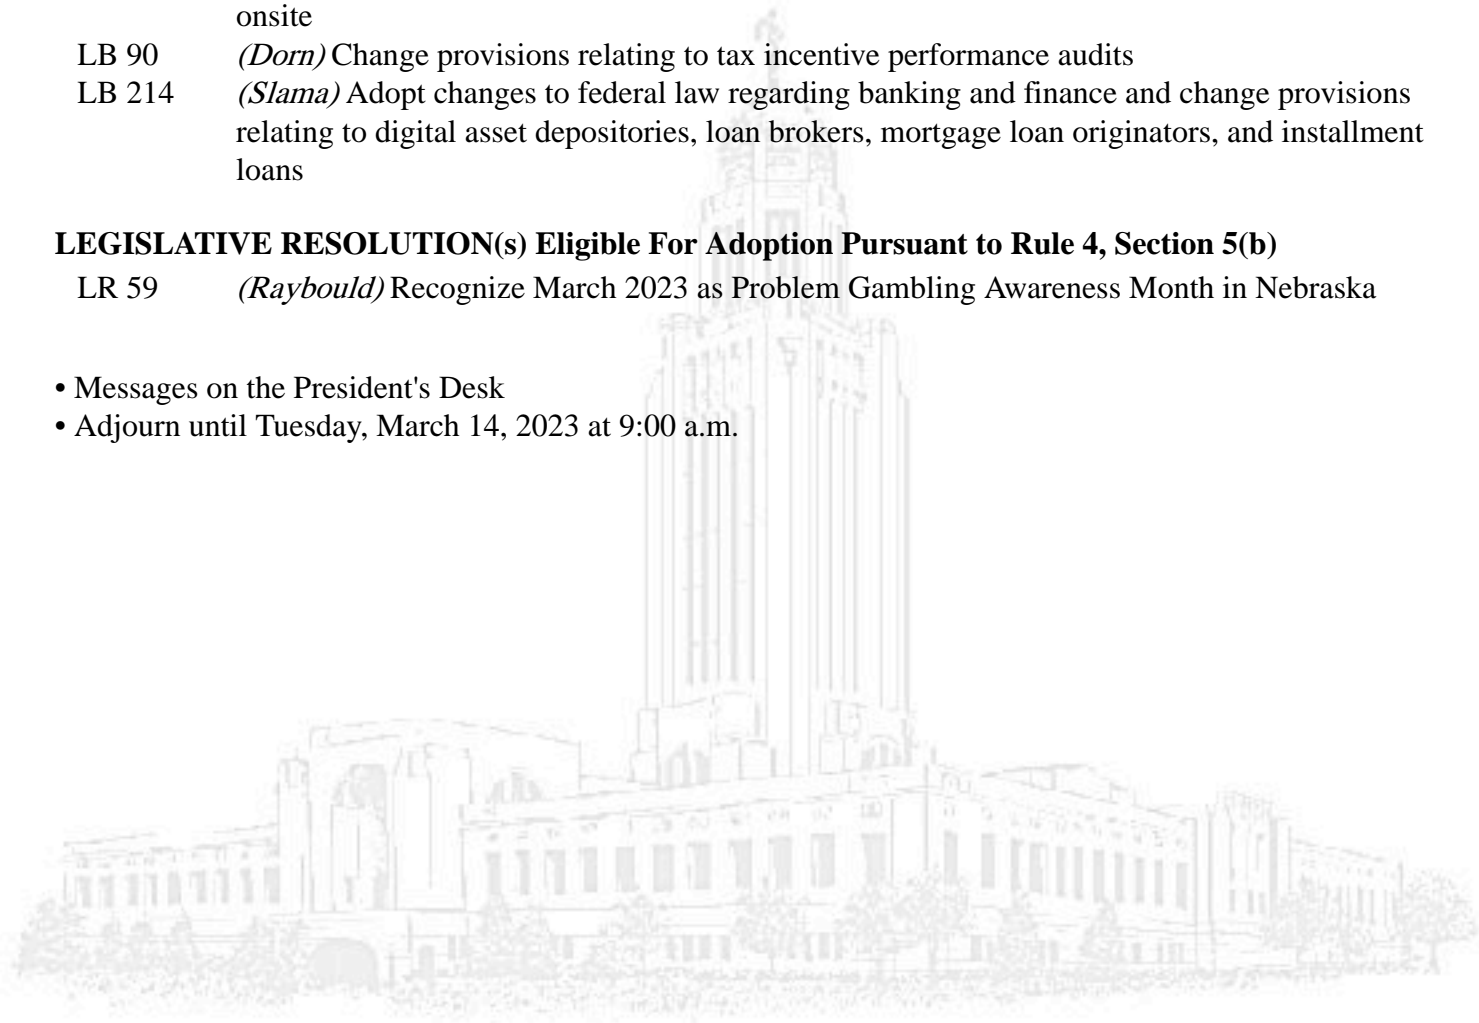 onsite
LB 90 (Dorn) Change provisions relating to tax incentive performance audits
LB 214 (Slama) Adopt changes to federal law regarding banking and finance and change provisions
relating to digital asset depositories, loan brokers, mortgage loan originators, and installment
loans
LEGISLATIVE RESOLUTION(s) Eligible For Adoption Pursuant to Rule 4, Section 5(b)
LR 59 (Raybould) Recognize March 2023 as Problem Gambling Awareness Month in Nebraska
• Messages on the President's Desk
• Adjourn until Tuesday, March 14, 2023 at 9:00 a.m.